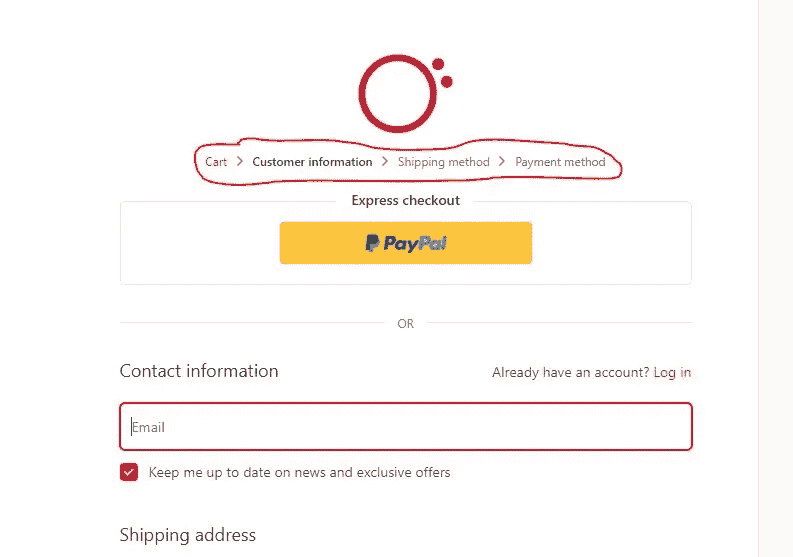 Cart > Customer information > Shipping method > Payment method
Express checkout
PayPal
OR
Contact information Already have an account? Log in
Email
Keep me up to date on news and exclusive offers
Shipping address